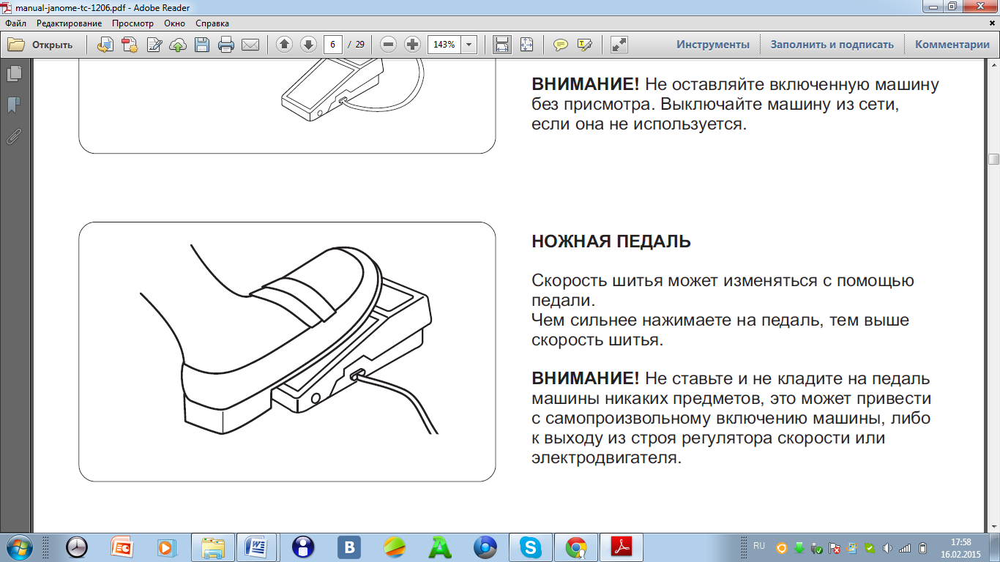 manual-janome-tc-1206.pdf - Adobe Reader
Файл Редактирование Просмотр Окно Справка
Открыть 6 / 29 143% Инструменты Заполнить и подписать Комментарии
ВНИМАНИЕ! Не оставляйте включенную машину
без присмотра. Выключайте машину из сети,
если она не используется.
НОЖНАЯ ПЕДАЛЬ
Скорость шитья может изменяться с помощью
педали.
Чем сильнее нажимаете на педаль, тем выше
скорость шитья.
ВНИМАНИЕ! Не ставьте и не кладите на педаль
машины никаких предметов, это может привести
с самопроизвольному включению машины, либо
к выходу из строя регулятора скорости или
электродвигателя.
RU 17:58
16.02.2015